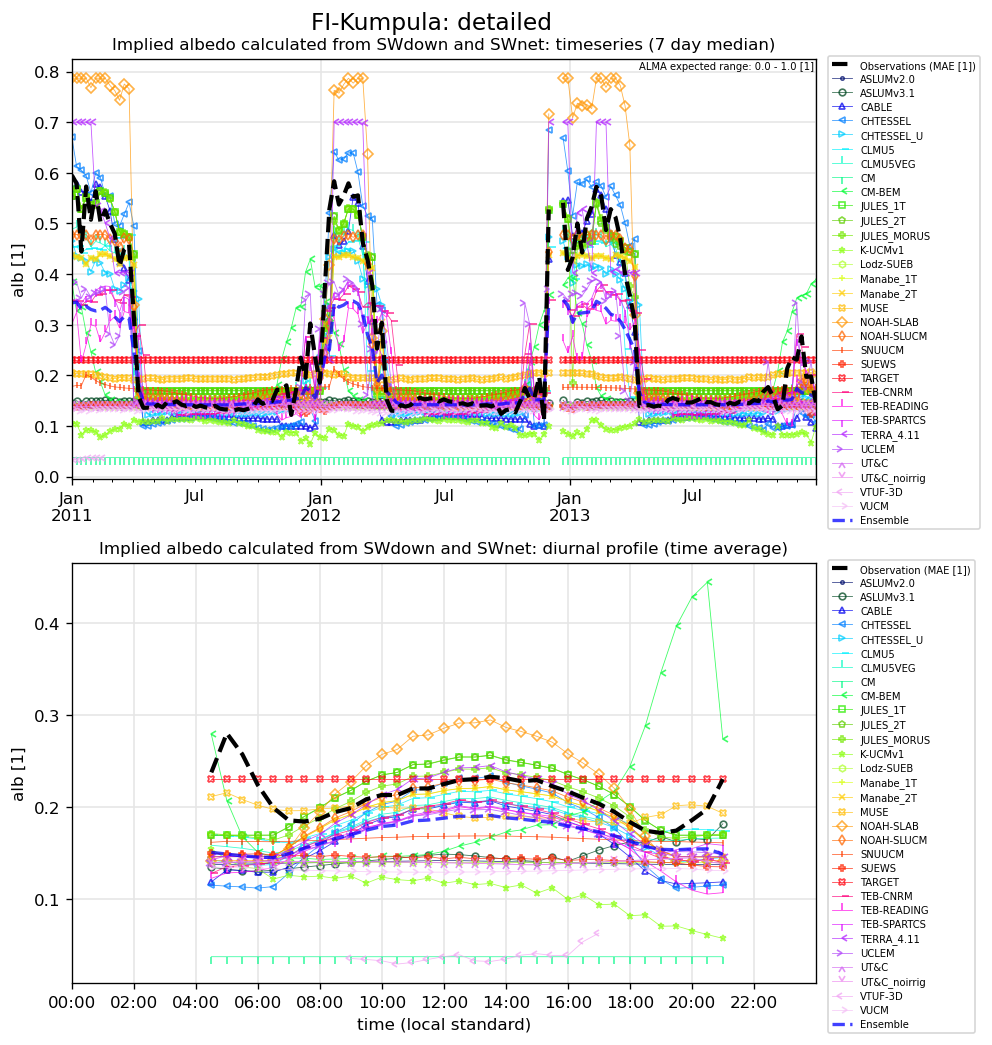 FI-Kumpula: detailed
Implied albedo calculated from SWdown and SWnet: timeseries (7 day median)
ALMA expected range: 0.0 - 1.0 [1]
alb [1]
0.8
0.7
0.6
0.5
0.4
0.3
0.2
0.1
0.0
Jan
2011
Jul
Jan
2012
Jul
Jan
2013
Jul
Observations (MAE [1])
ASLUMv2.0
ASLUMv3.1
CABLE
CHTESSEL
CHTESSEL_U
CLMU5
CLMU5VEG
CM
CM-BEM
JULES_1T
JULES_2T
JULES_MORUS
K-UCMv1
Lodz-SUEB
Manabe_1T
Manabe_2T
MUSE
NOAH-SLAB
NOAH-SLUCM
SNUUCM
SUEWS
TARGET
TEB-CNRM
TEB-READING
TEB-SPARTCS
TERRA_4.11
UCLEM
UT&C
UT&C_noirrig
VTUF-3D
VUCM
Ensemble
Implied albedo calculated from SWdown and SWnet: diurnal profile (time average)
alb [1]
0.4
0.3
0.2
0.1
00:00 02:00 04:00 06:00 08:00 10:00 12:00 14:00 16:00 18:00 20:00 22:00
time (local standard)
Observation (MAE [1])
ASLUMv2.0
ASLUMv3.1
CABLE
CHTESSEL
CHTESSEL_U
CLMU5
CLMU5VEG
CM
CM-BEM
JULES_1T
JULES_2T
JULES_MORUS
K-UCMv1
Lodz-SUEB
Manabe_1T
Manabe_2T
MUSE
NOAH-SLAB
NOAH-SLUCM
SNUUCM
SUEWS
TARGET
TEB-CNRM
TEB-READING
TEB-SPARTCS
TERRA_4.11
UCLEM
UT&C
UT&C_noirrig
VTUF-3D
VUCM
Ensemble